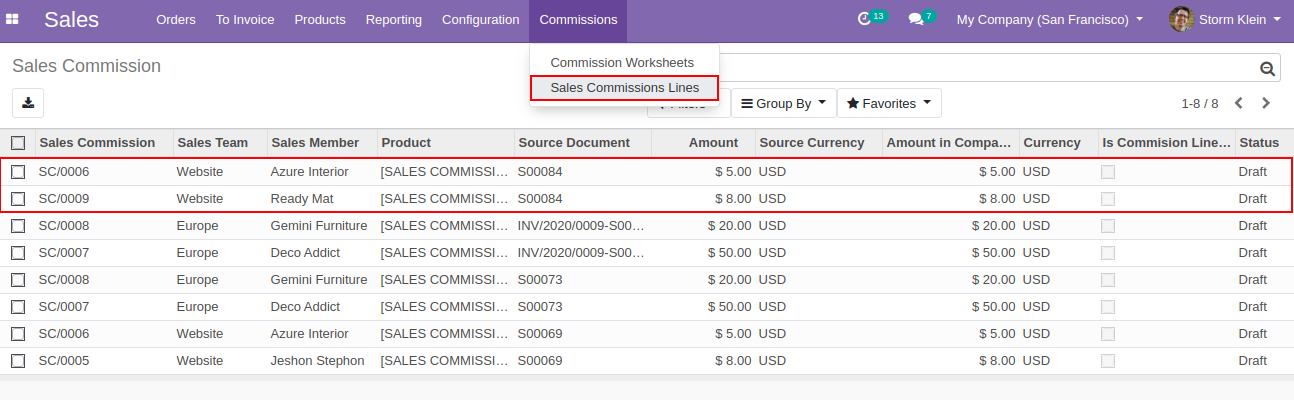 Sales Orders To Invoice Products Reporting Configuration Commissions 13 7 My Company (San Francisco) Storm Klein
Sales Commission
Commission Worksheets
Sales Commissions Lines
Group By Favorites 1-8 / 8
Sales Commission Sales Team Sales Member Product Source Document Amount Source Currency Amount in Compa… Currency Is Commision Line… Status
SC/0006 Website Azure Interior [SALES COMMISSI… S00084 $ 5.00 USD $ 5.00 USD Draft
SC/0009 Website Ready Mat [SALES COMMISSI… S00084 $ 8.00 USD $ 8.00 USD Draft
SC/0008 Europe Gemini Furniture [SALES COMMISSI… INV/2020/0009-S00… $ 20.00 USD $ 20.00 USD Draft
SC/0007 Europe Deco Addict [SALES COMMISSI… INV/2020/0009-S00… $ 50.00 USD $ 50.00 USD Draft
SC/0008 Europe Gemini Furniture [SALES COMMISSI… S00073 $ 20.00 USD $ 20.00 USD Draft
SC/0007 Europe Deco Addict [SALES COMMISSI… S00073 $ 50.00 USD $ 50.00 USD Draft
SC/0006 Website Azure Interior [SALES COMMISSI… S00069 $ 5.00 USD $ 5.00 USD Draft
SC/0005 Website Jeshon Stephon [SALES COMMISSI… S00069 $ 8.00 USD $ 8.00 USD Draft